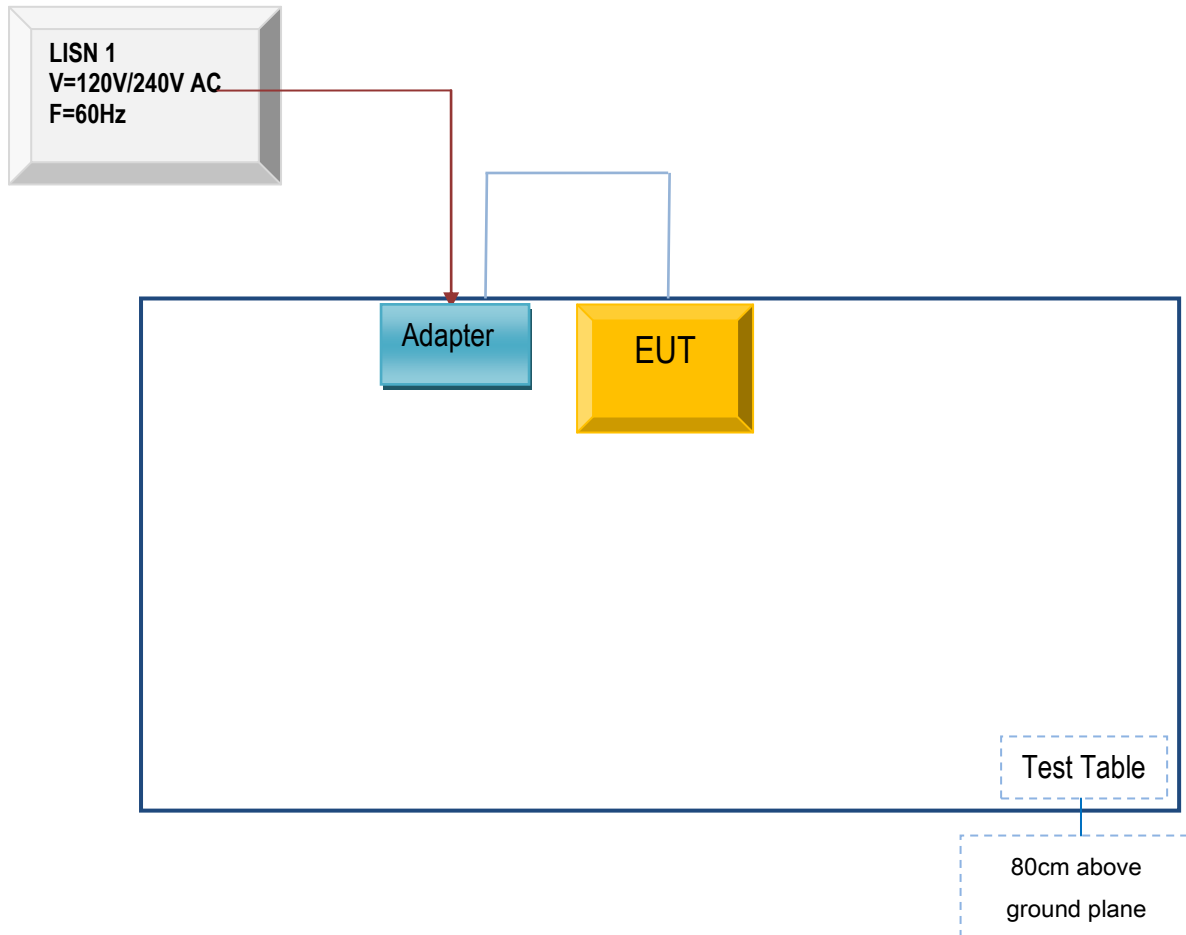 LISN 1
V=120V/240V AC
F=60Hz
Adapter
EUT
Test Table
80cm above
ground plane